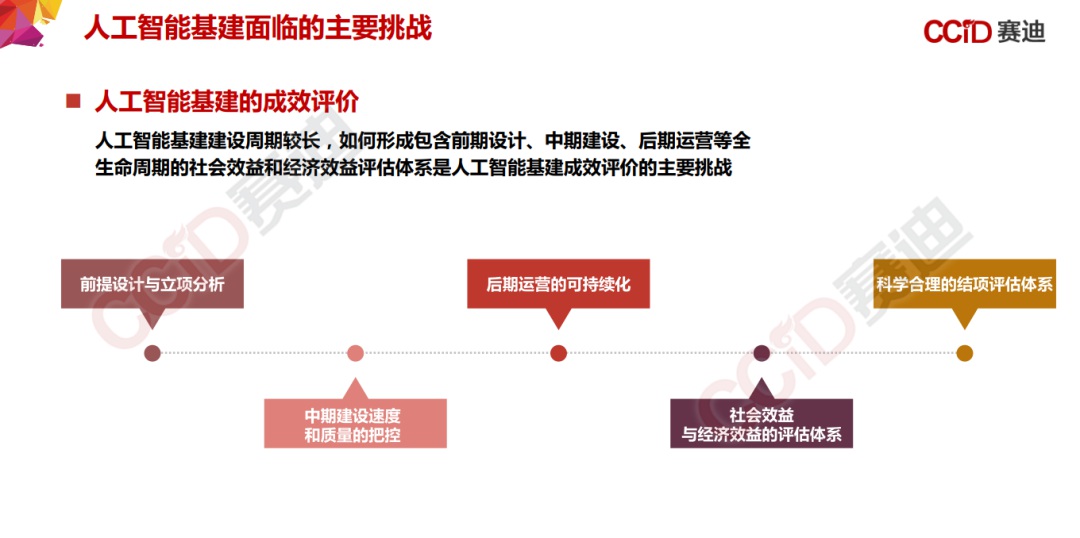 人工智能基建面临的主要挑战
CCiD 赛迪
人工智能基建的成效评价
人工智能基建建设周期较长，如何形成包含前期设计、中期建设、后期运营等全
生命周期的社会效益和经济效益评估体系是人工智能基建成效评价的主要挑战
前提设计与立项分析
后期运营的可持续化
科学合理的结项评估体系
中期建设速度
和质量的把控
社会效益
与经济效益的评估体系
CCiD赛迪
CCiD赛迪